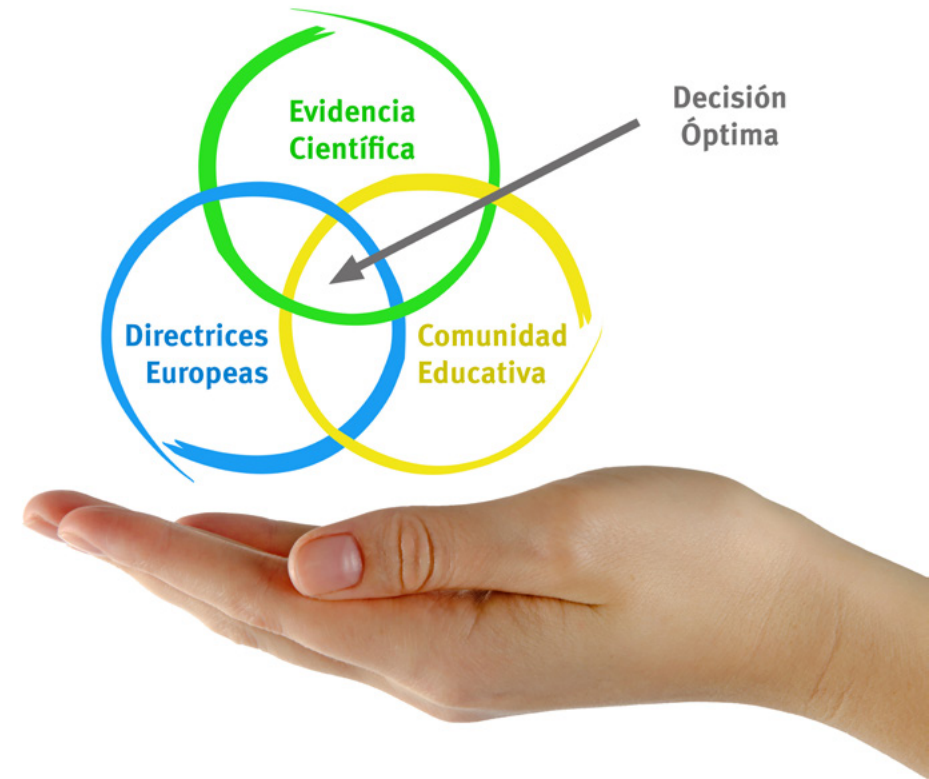 Evidencia
Científica
Decisión
Óptima
Directrices
Europeas
Comunidad
Educativa